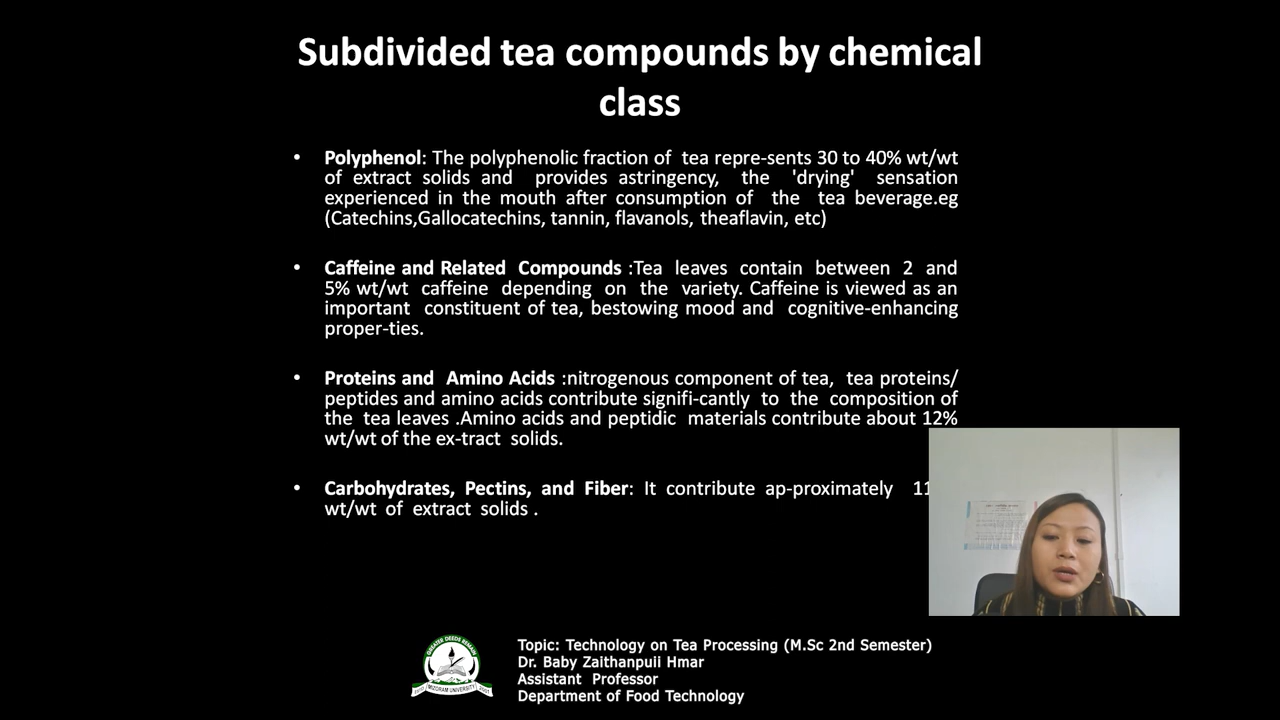 Subdivided tea compounds by chemical
class
• Polyphenol: The polyphenolic fraction of tea repre-sents 30 to 40% wt/wt
of extract solids and provides astringency, the 'drying' sensation
experienced in the mouth after consumption of the tea beverage.eg
(Catechins,Gallocatechins, tannin, flavanols, theaflavin, etc)
• Caffeine and Related Compounds :Tea leaves contain between 2 and
5% wt/wt caffeine depending on the variety. Caffeine is viewed as an
important constituent of tea, bestowing mood and cognitive-enhancing
proper-ties.
• Proteins and Amino Acids :nitrogenous component of tea, tea proteins/
peptides and amino acids contribute signifi-cantly to the composition of
the tea leaves .Amino acids and peptidic materials contribute about 12%
wt/wt of the ex-tract solids.
• Carbohydrates, Pectins, and Fiber: It contribute ap-proximately
wt/wt of extract solids .
GREATER DEEDS REMAIN
MIZORAM UNIVERSITY
Topic: Technology on Tea Processing (M.Sc 2nd Semester)
Dr. Baby Zaithanpuii Hmar
Assistant Professor
Department of Food Technology